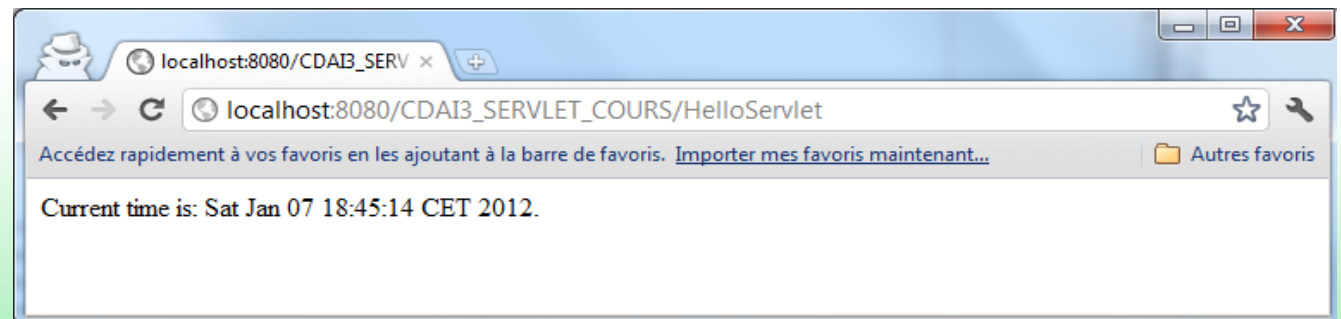 localhost:8080/CDAI3_SERV
localhost:8080/CDAI3_SERVLET_COURS/HelloServlet
Accédez rapidement à vos favoris en les ajoutant à la barre de favoris. Importer mes favoris maintenant... Autres favoris
Current time is: Sat Jan 07 18:45:14 CET 2012.